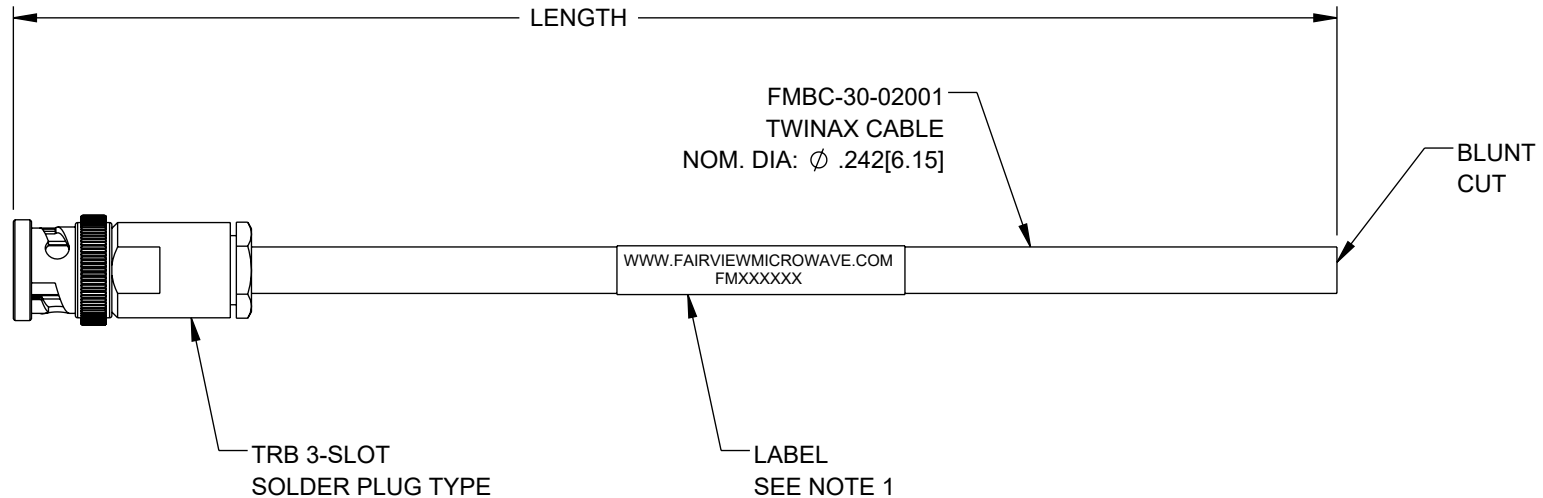 LENGTH
FMBC-30-02001
TWINAX CABLE
NOM. DIA: ∅ .242[6.15]
BLUNT
CUT
WWW.FAIRVIEWMICROWAVE.COM
FMXXXXXX
TRB 3-SLOT
SOLDER PLUG TYPE
LABEL
SEE NOTE 1